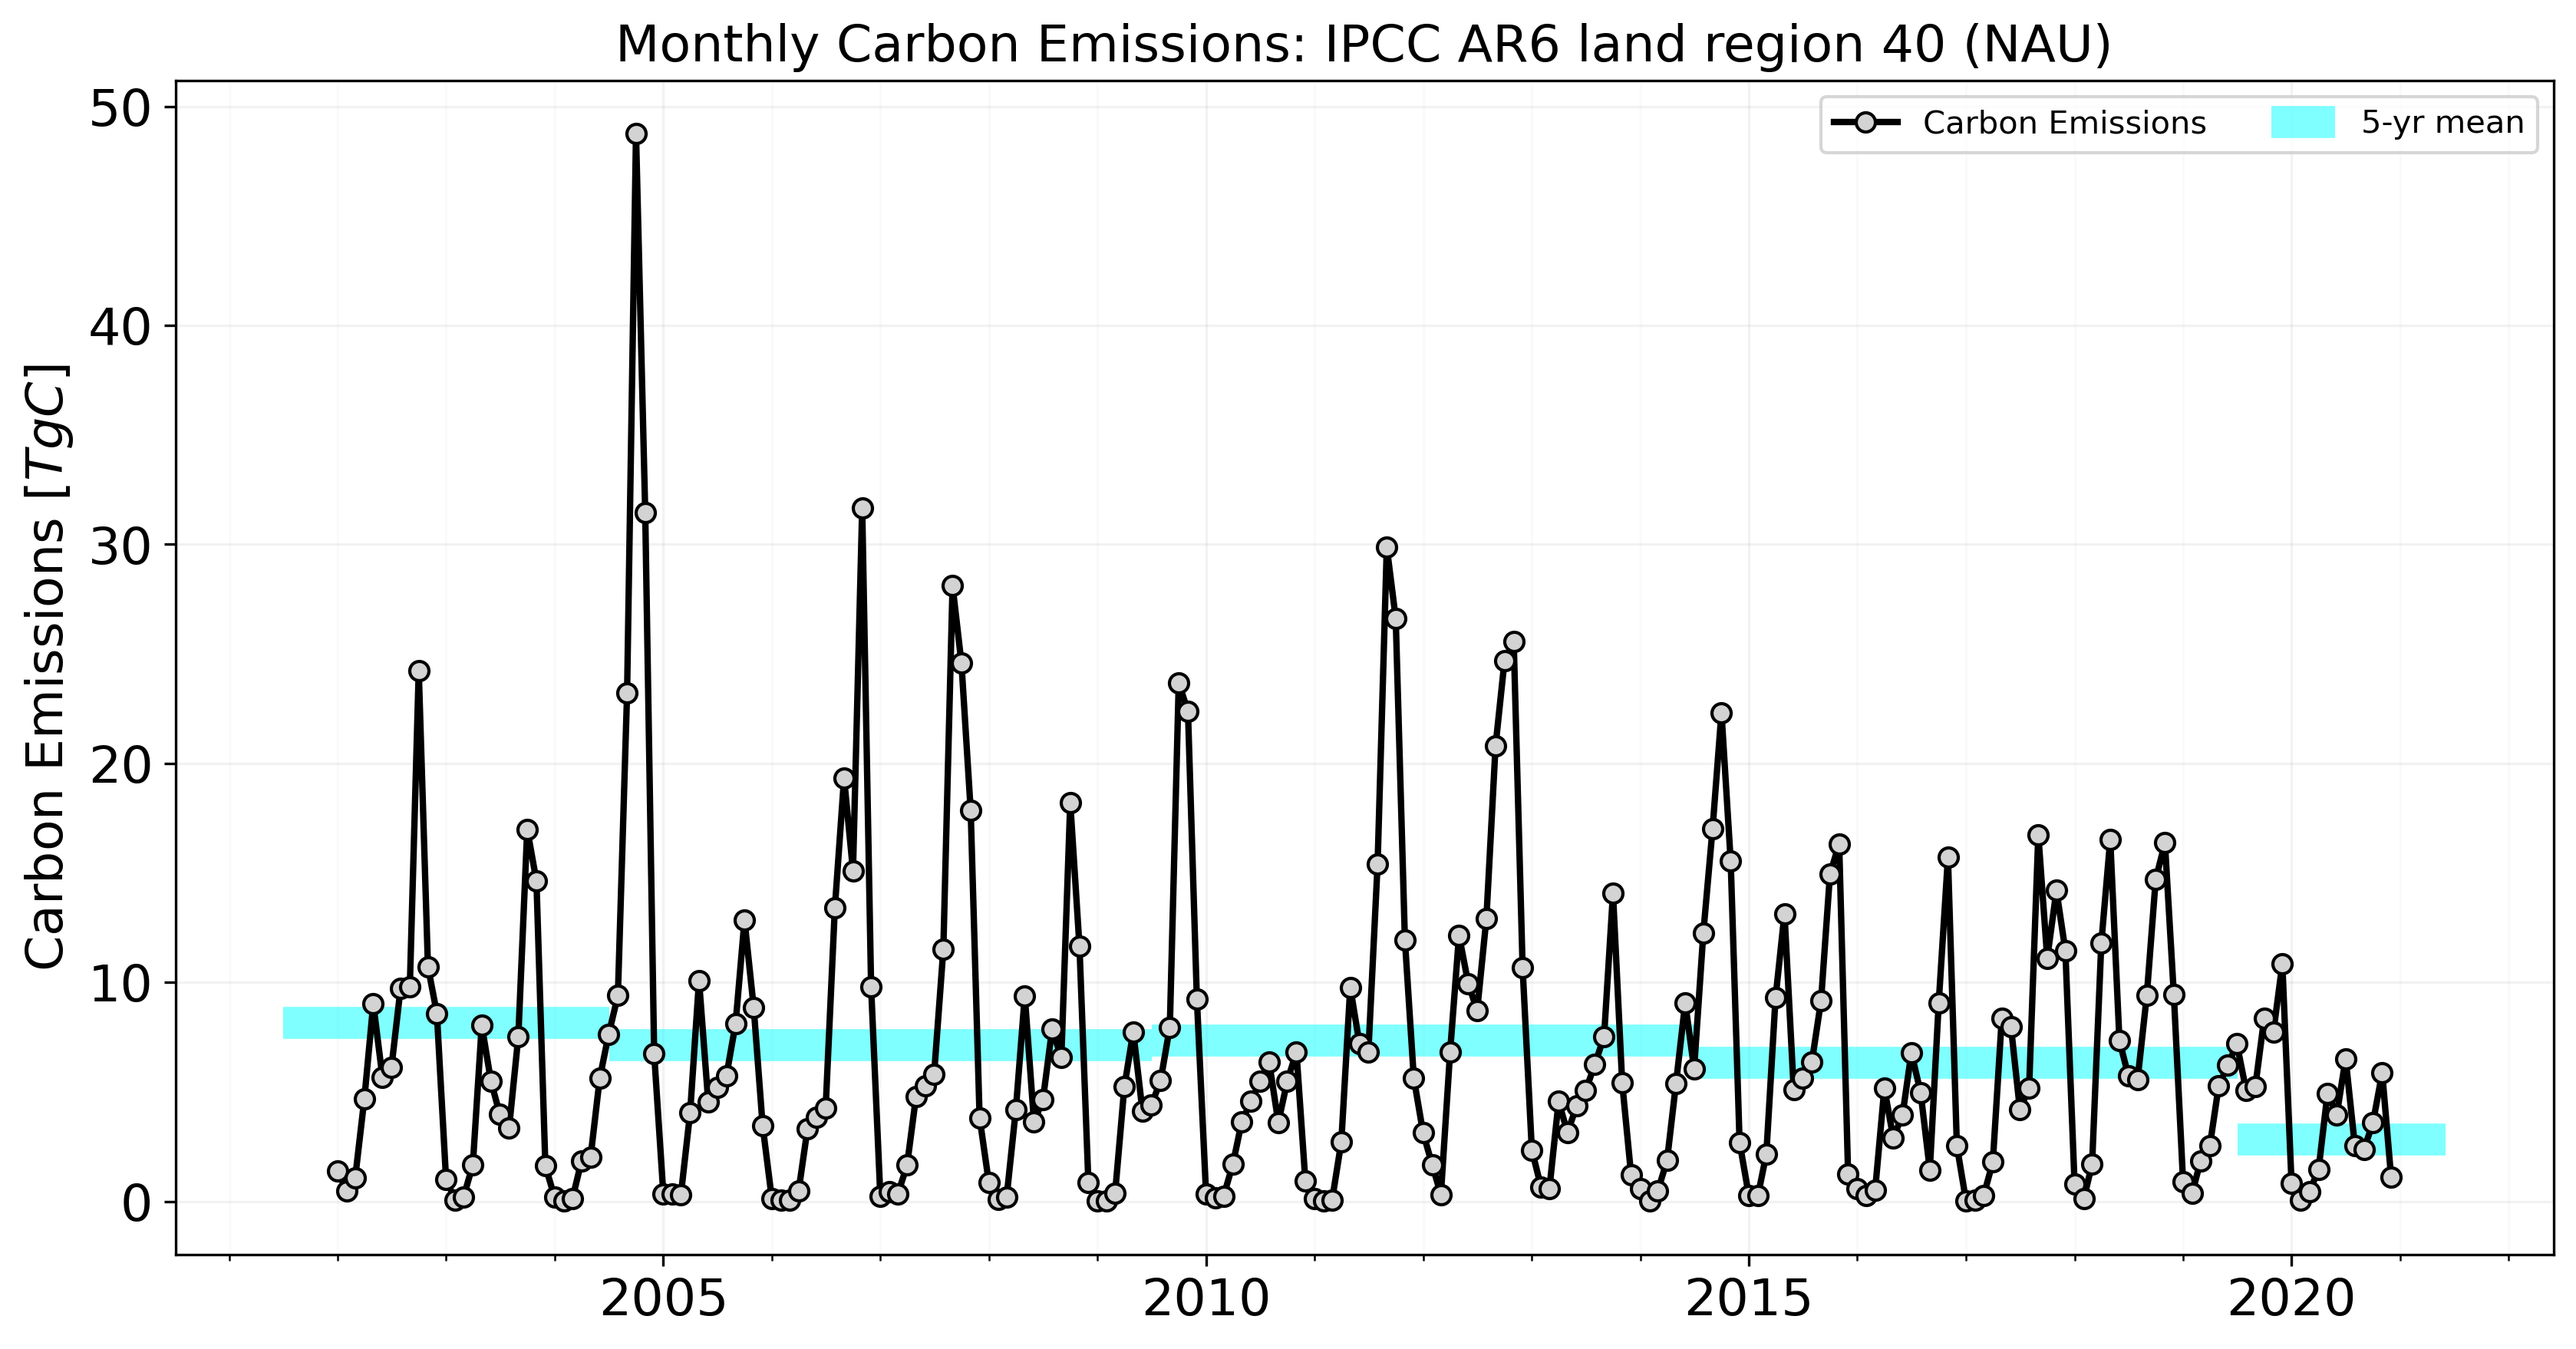 Monthly Carbon Emissions: IPCC AR6 land region 40 (NAU)
Carbon Emissions
5-yr mean
Carbon Emissions [TgC]
50
40
30
20
10
0
2005
2010
2015
2020